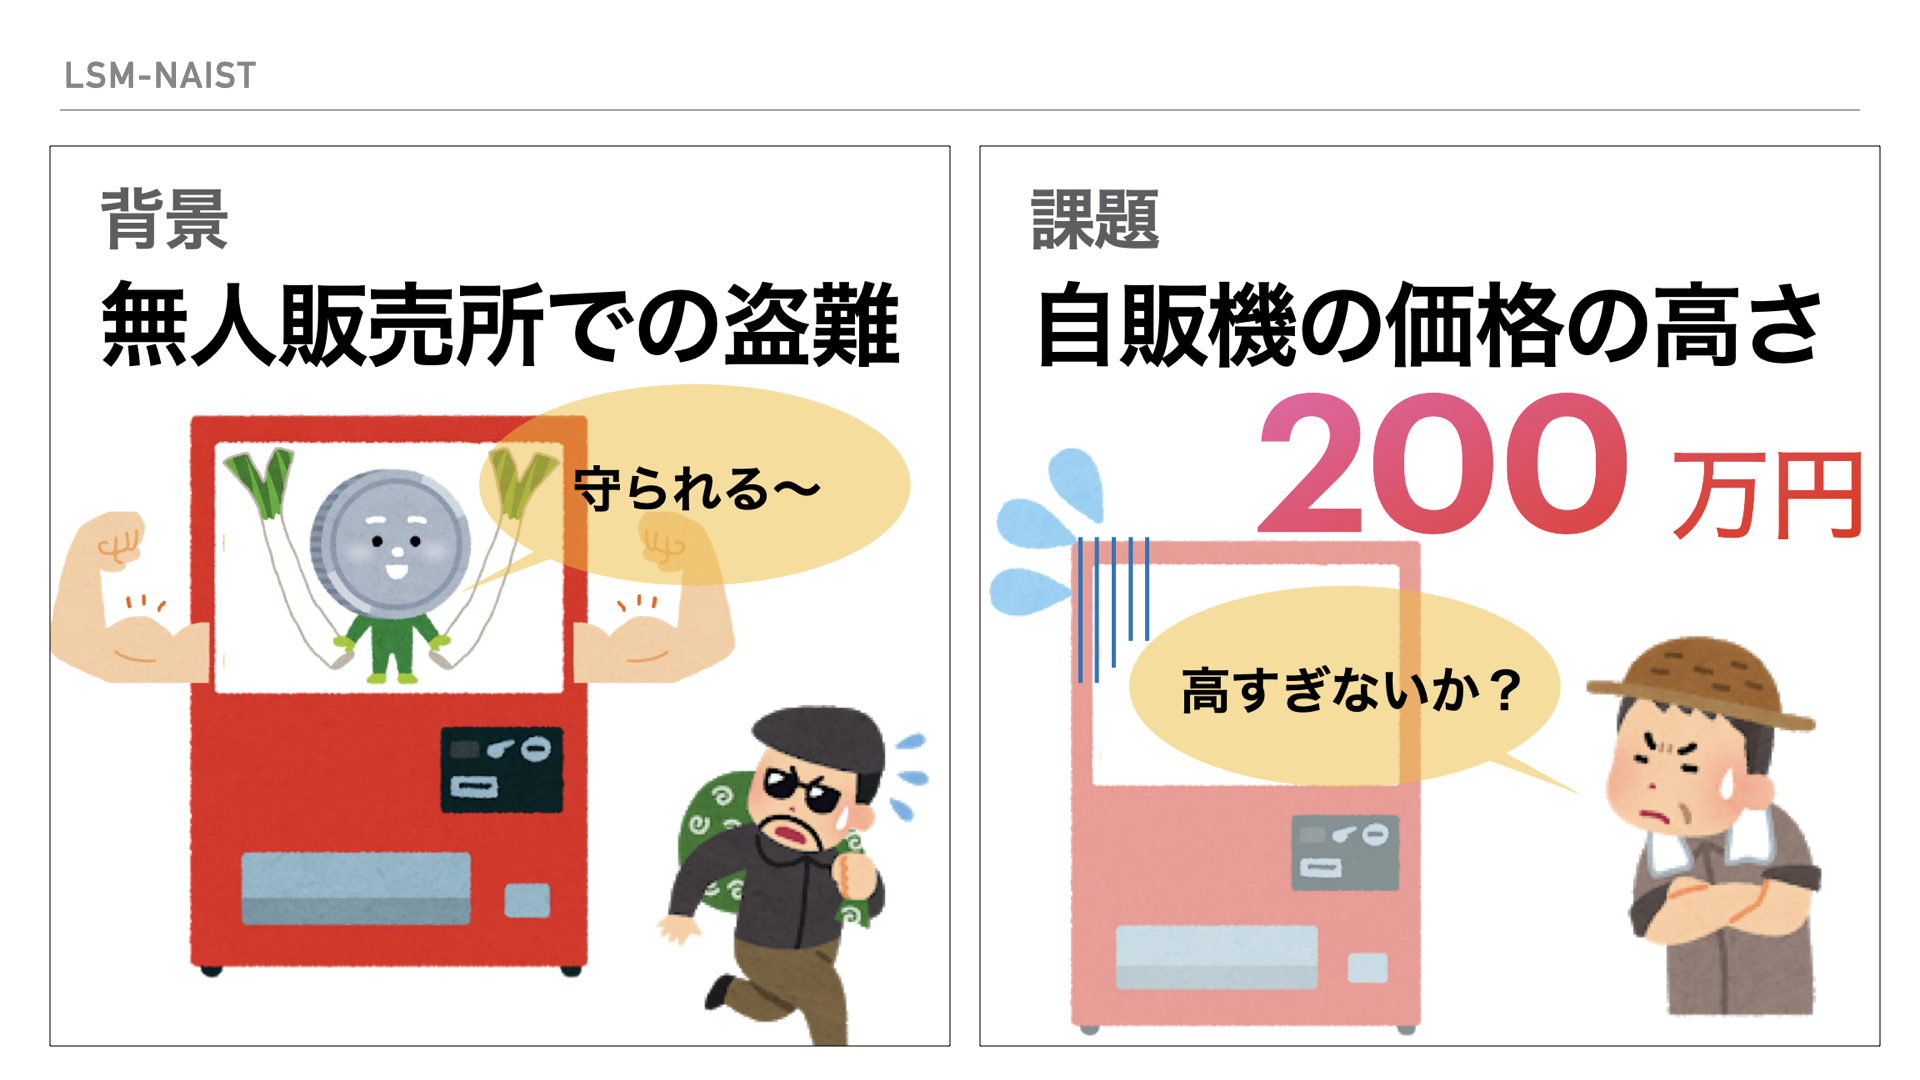 LSM-NAIST
背景
無人販売所での盗難
守られる〜
課題
自販機の価格の高さ
200 万円
高すぎないか？